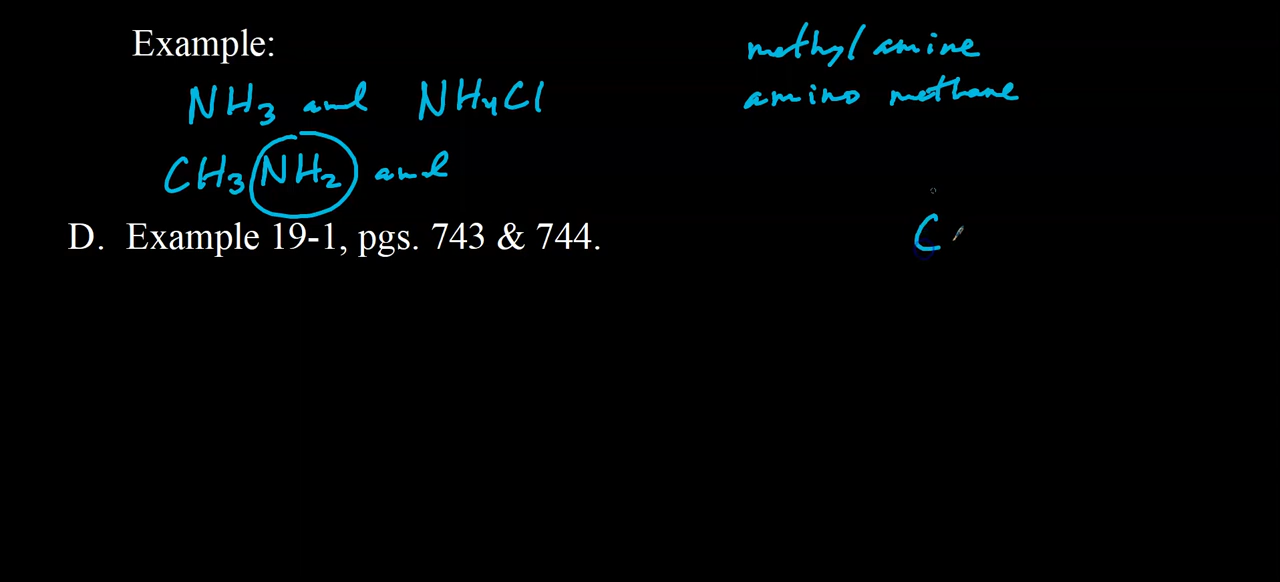 Example:
methyl amine
NH3 and NH4Cl
amino methane
CH3NH2 and
D. Example 19-1, pgs. 743 & 744.
C